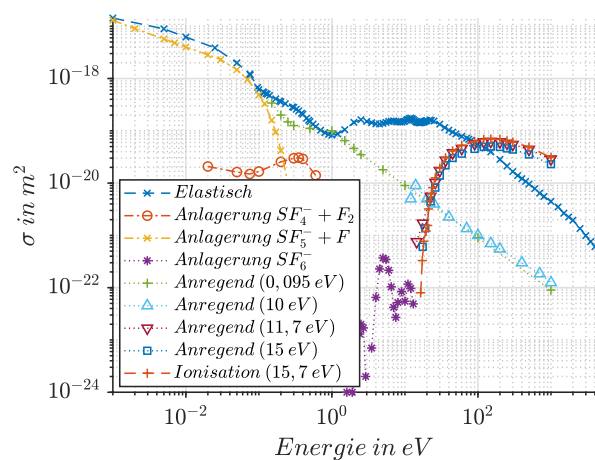 10^{-18}
10^{-20}
10^{-22}
10^{-24}
σ in m^2
Elastisch
Anlagerung SF_4^- + F_2
Anlagerung SF_5^- + F
Anlagerung SF_6^-
Anregend (0,095 eV)
Anregend (10 eV)
Anregend (11,7 eV)
Anregend (15 eV)
Ionisation (15,7 eV)
10^{-2} 10^0 10^2
Energie in eV